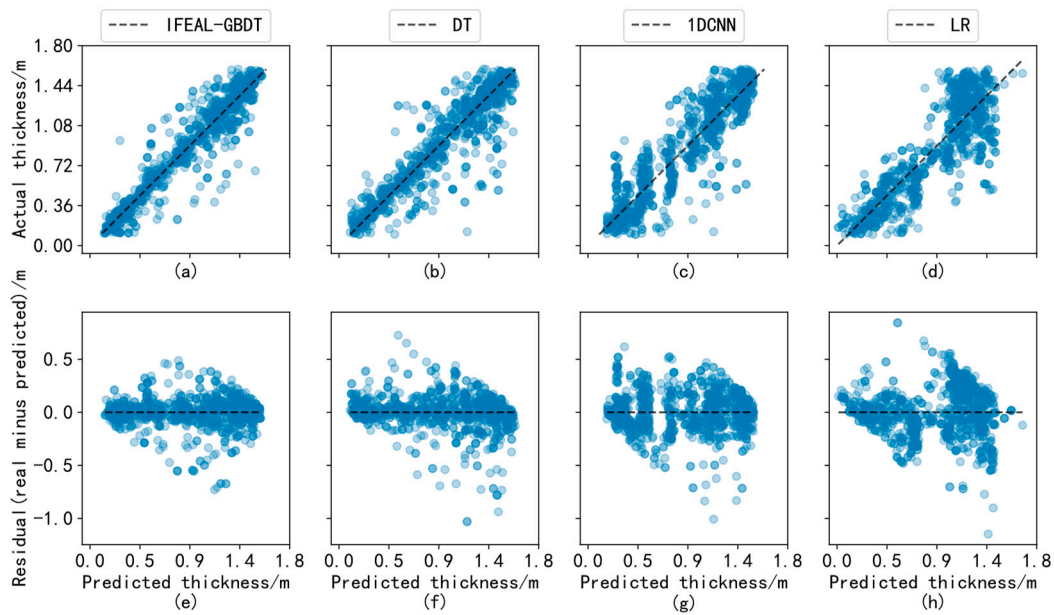 IFEAL-GBDT
DT
1DCNN
LR
Actual thickness/m
1.80
1.44
1.08
0.72
0.36
0.00
(a)
(b)
(c)
(d)
Residual(real minus predicted)/m
0.5
0.0
-0.5
-1.0
0.0 0.5 0.9 1.4 1.8
0.0 0.5 0.9 1.4 1.8
0.0 0.5 0.9 1.4 1.8
0.0 0.5 0.9 1.4 1.8
Predicted thickness/m
Predicted thickness/m
Predicted thickness/m
Predicted thickness/m
(e)
(f)
(g)
(h)